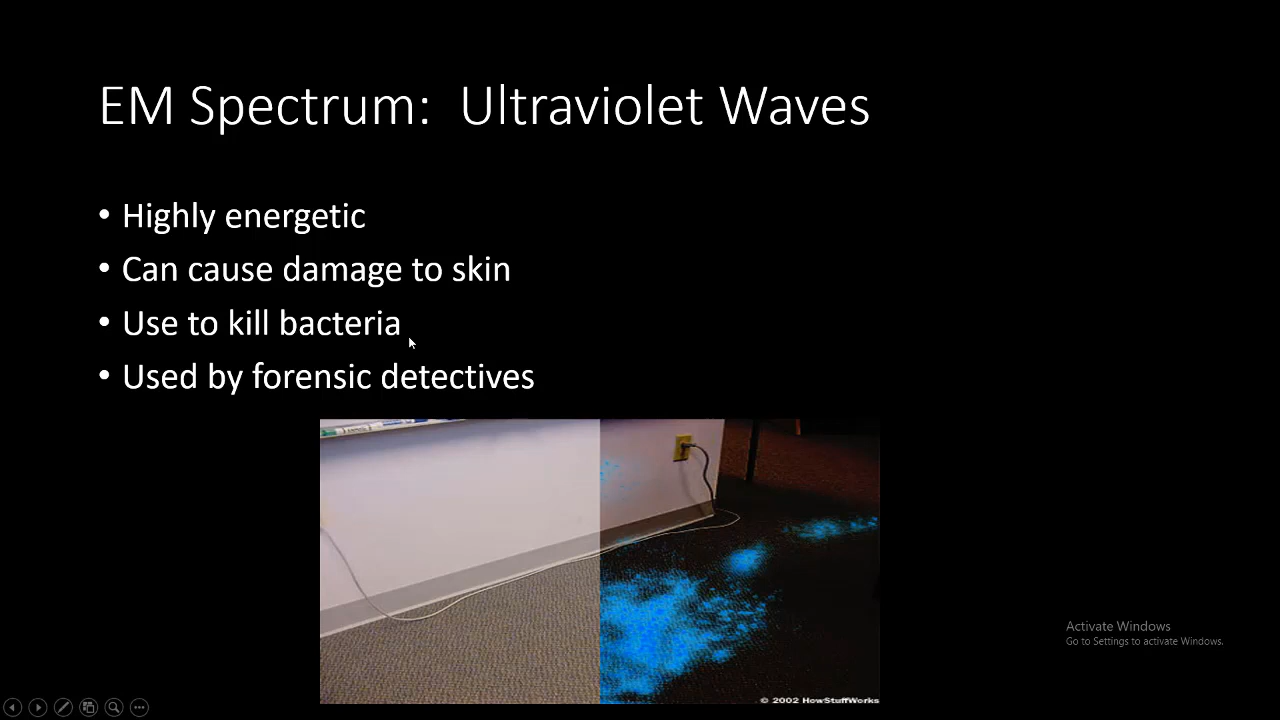 EM Spectrum:  Ultraviolet Waves
• Highly energetic
• Can cause damage to skin
• Use to kill bacteria
• Used by forensic detectives
© 2002 HowStuffWorks
Activate Windows
Go to Settings to activate Windows.